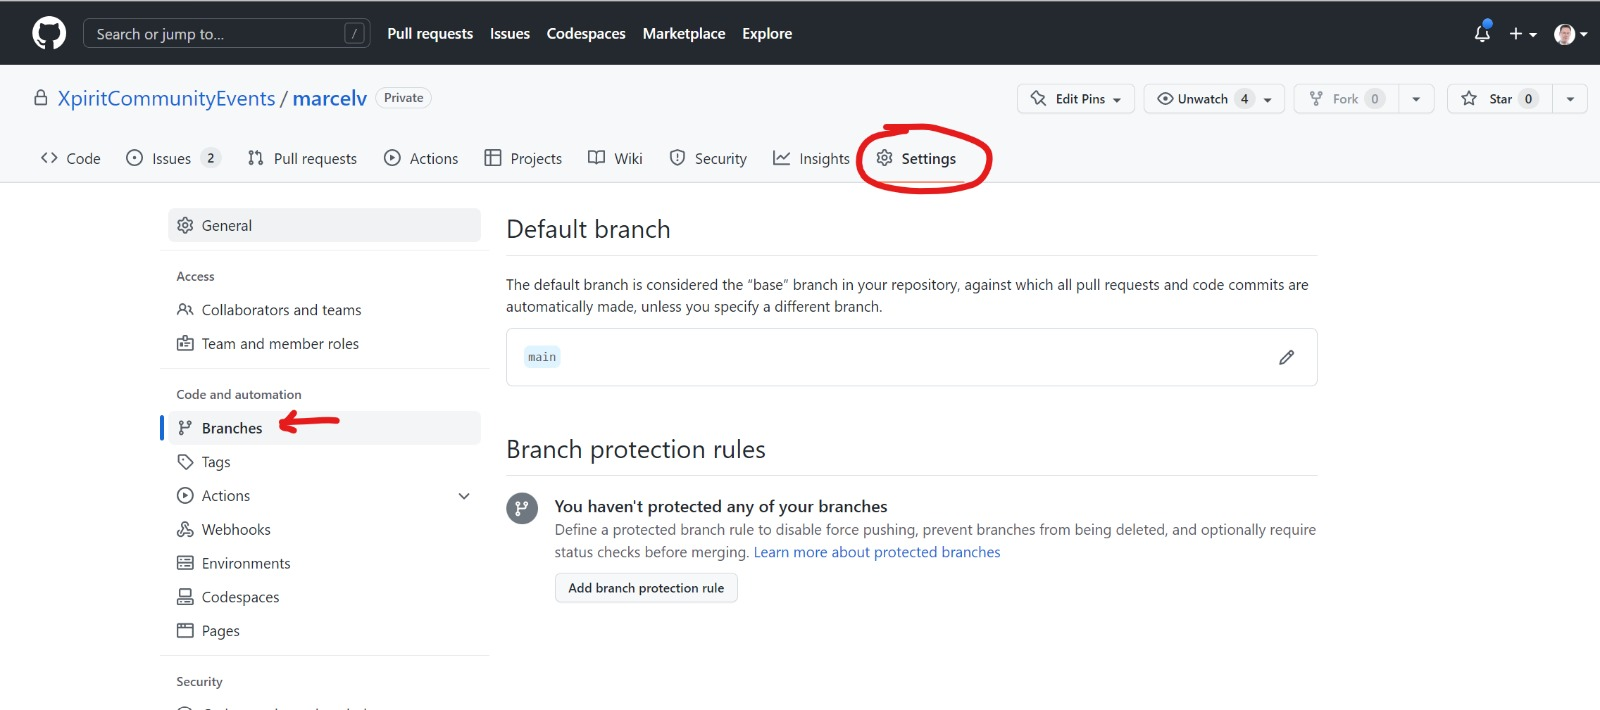 Search or jump to... /
Pull requests Issues Codespaces Marketplace Explore
XpiritCommunityEvents / marcelv Private
Edit Pins Unwatch 4 Fork 0 Star 0
Code Issues 2 Pull requests Actions Projects Wiki Security Insights Settings
General
Access
Collaborators and teams
Team and member roles
Code and automation
Branches
Tags
Actions
Webhooks
Environments
Codespaces
Pages
Security
Default branch
The default branch is considered the “base” branch in your repository, against which all pull requests and code commits are
automatically made, unless you specify a different branch.
main
Branch protection rules
You haven't protected any of your branches
Define a protected branch rule to disable force pushing, prevent branches from being deleted, and optionally require
status checks before merging. Learn more about protected branches
Add branch protection rule